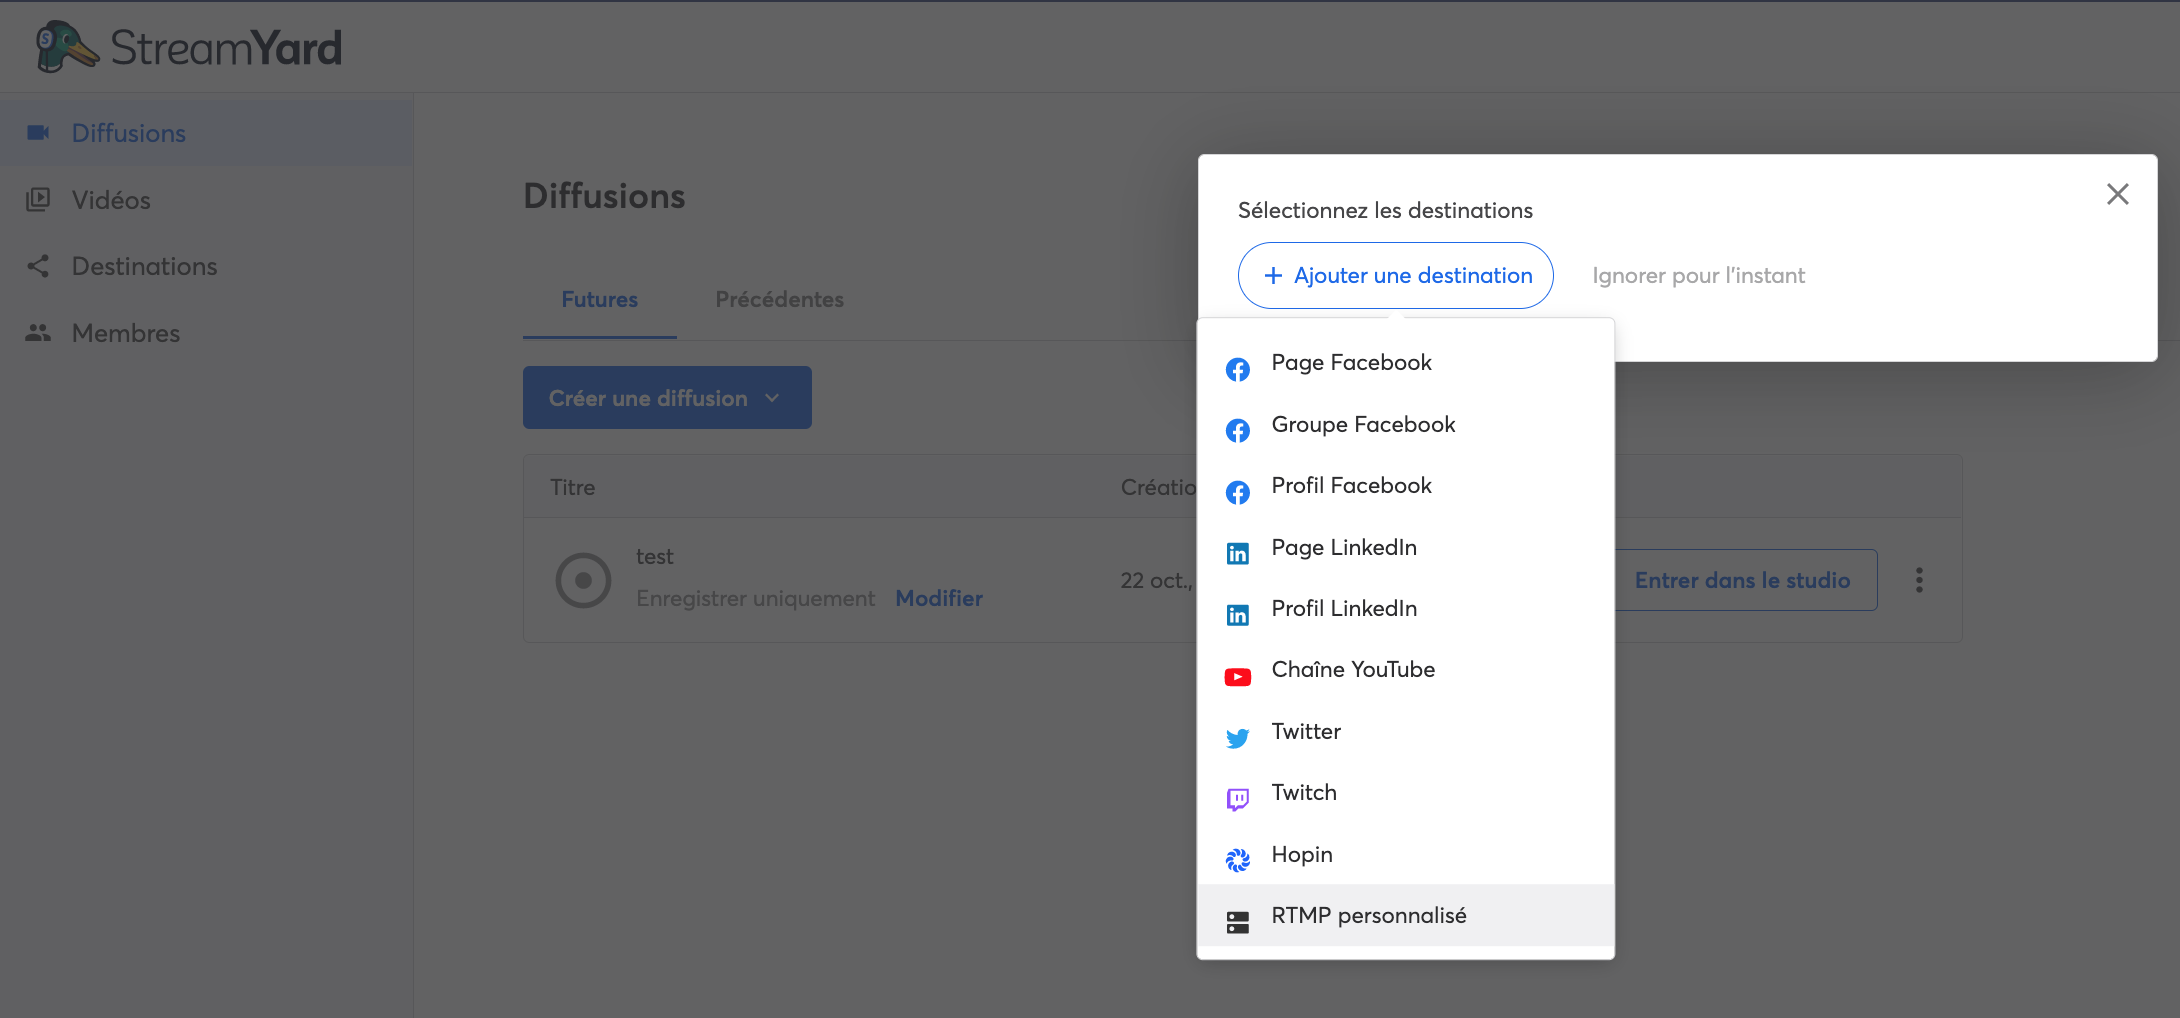 StreamYard
Diffusions
Vidéos
Destinations
Membres
Diffusions
Futures
Précédentes
Créer une diffusion
Titre
Créatio
test
Enregistrer uniquement Modifier
22 oct.,
Entrer dans le studio
Sélectionnez les destinations
+ Ajouter une destination
Ignorer pour l'instant
Page Facebook
Groupe Facebook
Profil Facebook
Page LinkedIn
Profil LinkedIn
Chaîne YouTube
Twitter
Twitch
Hopin
RTMP personnalisé